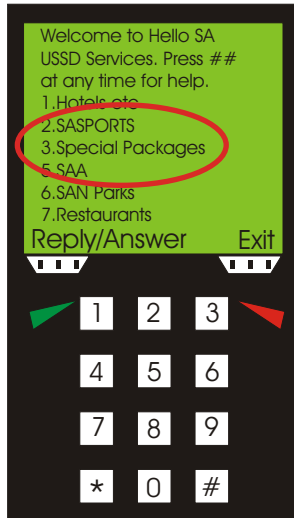 Welcome to Hello SA
USSD Services. Press ##
at any time for help.
1.Hotels etc
2.SASPORTS
3.Special Packages
5.SAA
6.SAN Parks
7.Restaurants
Reply/Answer Exit
1 2 3
4 5 6
7 8 9
* 0 #